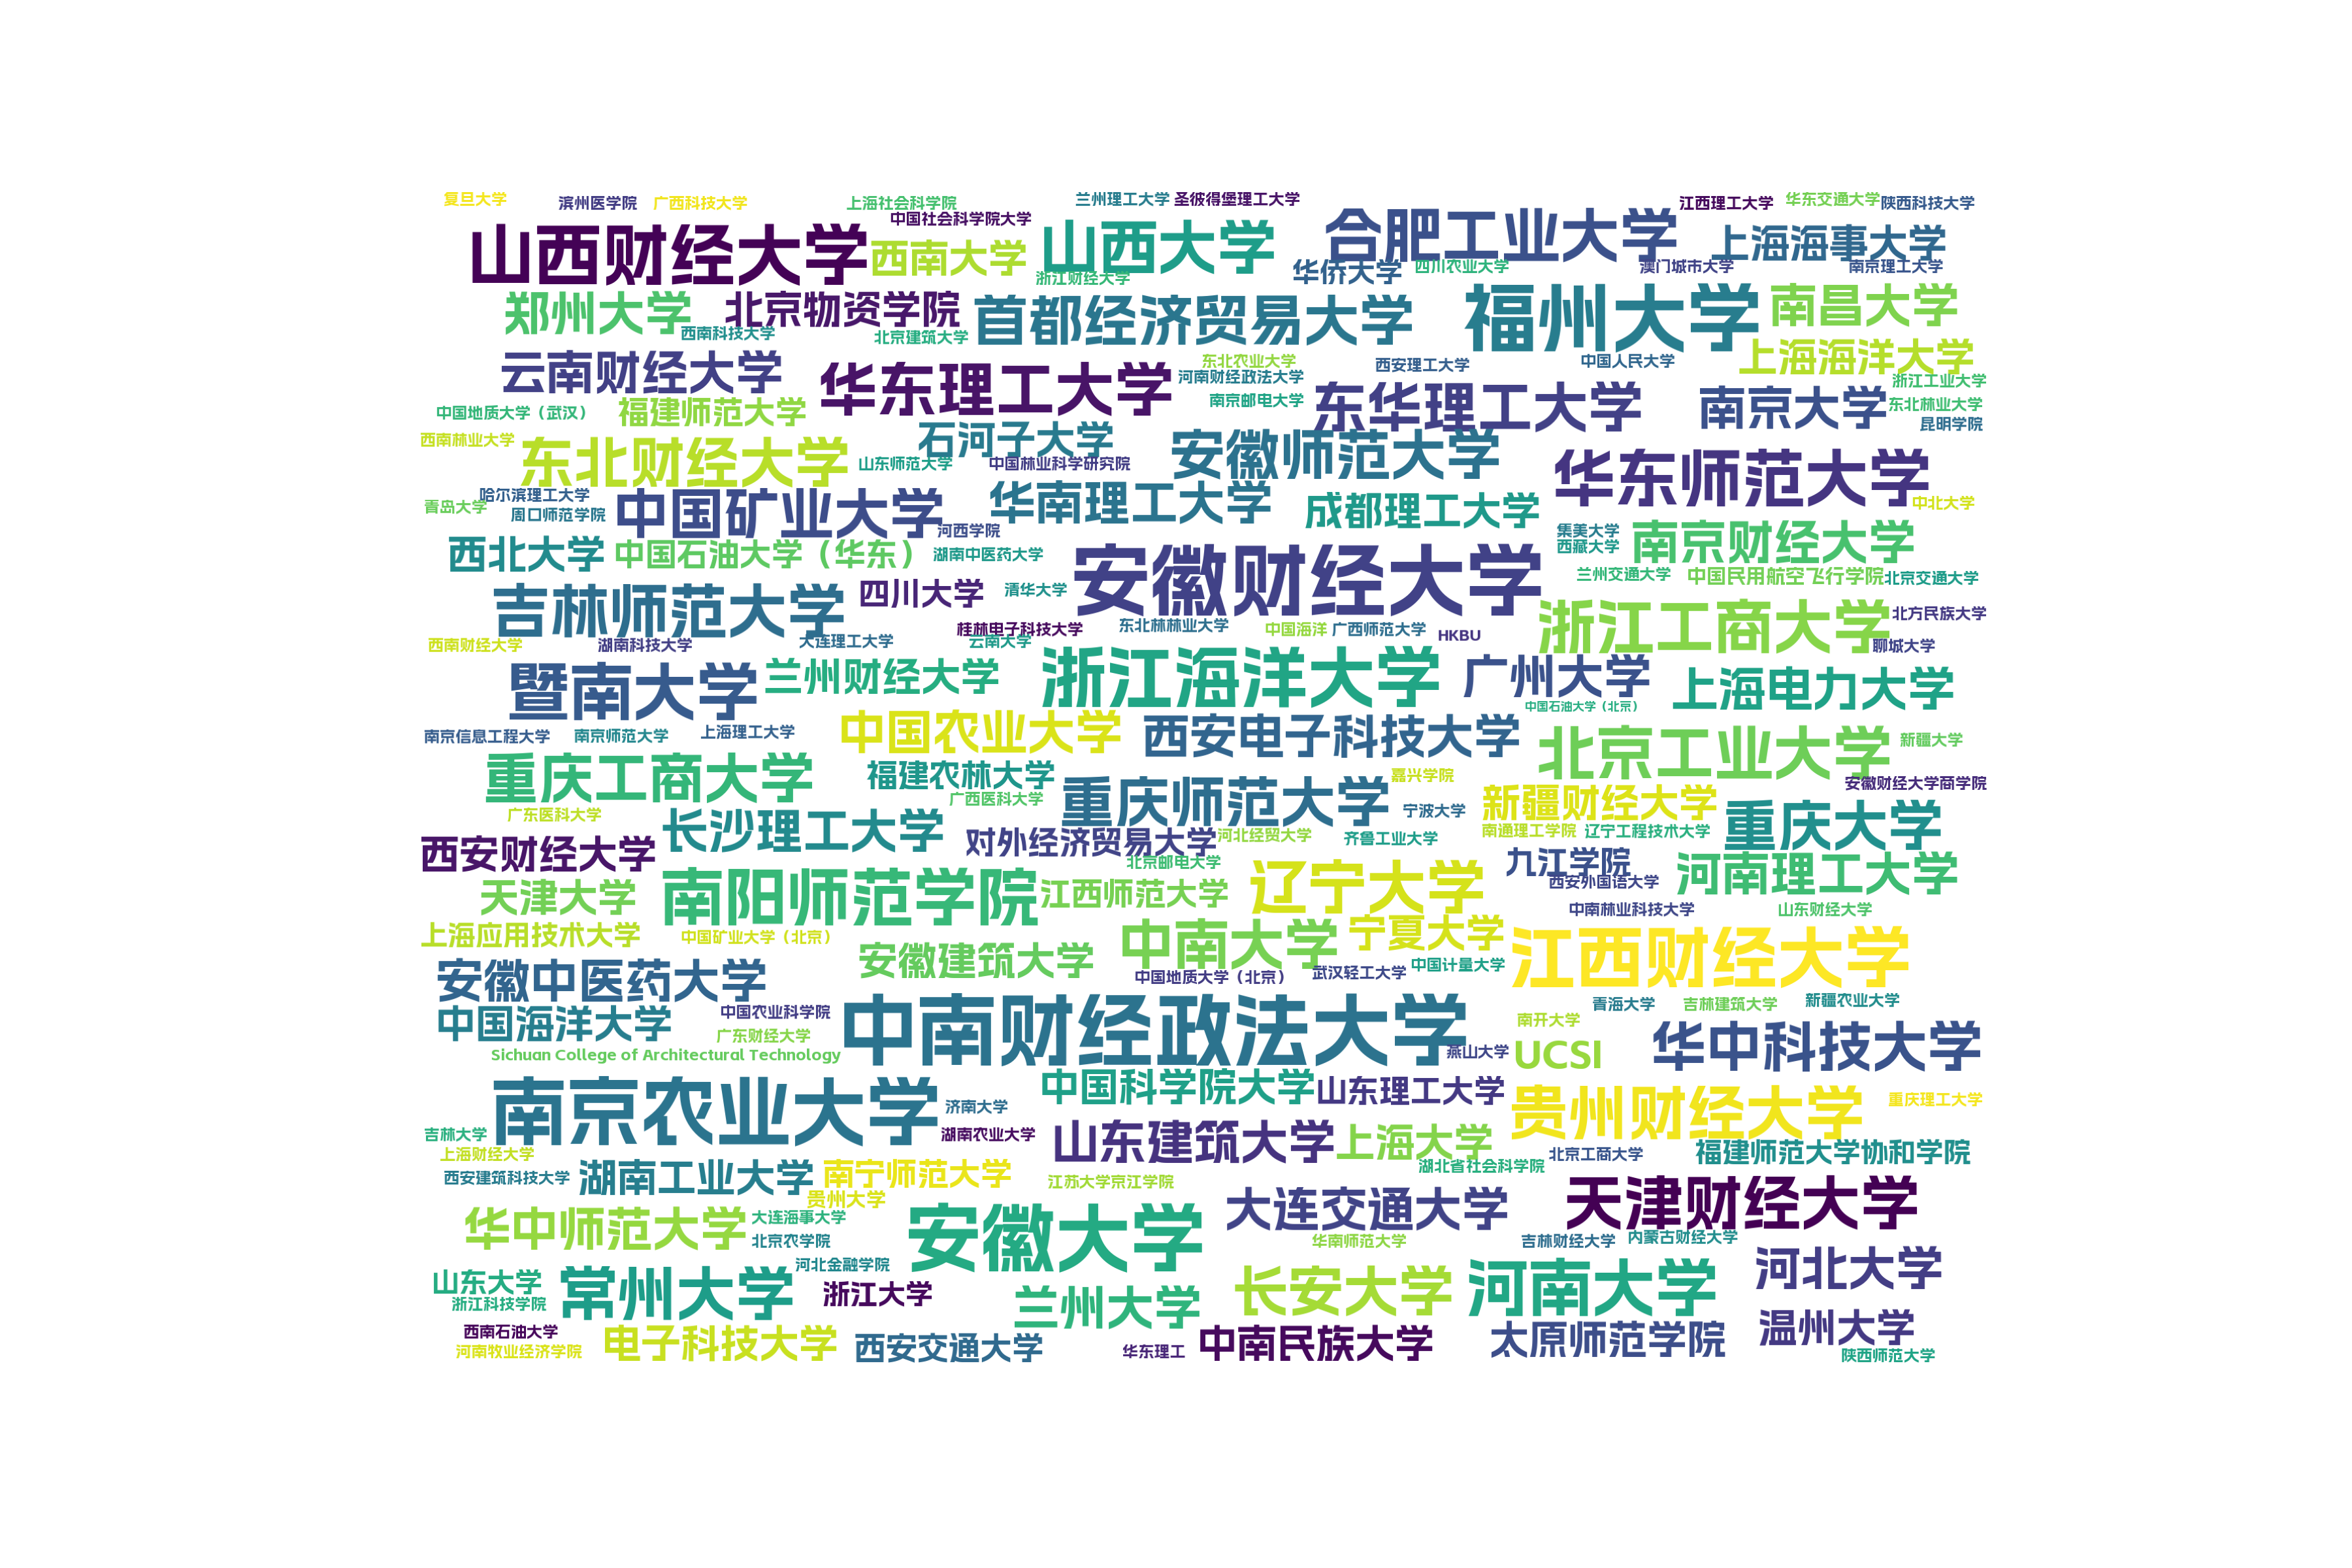 复旦大学
滨州医学院
广西科技大学
上海社会科学院
兰州理工大学
圣彼得堡理工大学
江西理工大学
华东交通大学
陕西科技大学
中国社会科学院大学
山西财经大学
西南大学
山西大学
合肥工业大学
上海海事大学
浙江财经大学
华侨大学
四川农业大学
澳门城市大学
南京理工大学
郑州大学
北京物资学院
首都经济贸易大学
福州大学
南昌大学
西南科技大学
北京建筑大学
云南财经大学
华东理工大学
东北农业大学
西安理工大学
中国人民大学
上海海洋大学
河南财经政法大学
浙江工业大学
中国地质大学（武汉）
福建师范大学
南京邮电大学
东华理工大学
南京大学
东北林业大学
昆明学院
西南林业大学
东北财经大学
石河子大学
安徽师范大学
山东师范大学
中国林业科学研究院
华东师范大学
青岛大学
哈尔滨理工大学
周口师范学院
中国矿业大学
华南理工大学
成都理工大学
中北大学
河西学院
集美大学
西藏大学
南京财经大学
西北大学
中国石油大学（华东）
湖南中医药大学
安徽财经大学
兰州交通大学
中国民用航空飞行学院
北京交通大学
吉林师范大学
四川大学
清华大学
浙江工商大学
北方民族大学
桂林电子科技大学
东北林林业大学
中国海洋
广西师范大学
HKBU
西南财经大学
湖南科技大学
大连理工大学
云南大学
聊城大学
暨南大学
兰州财经大学
浙江海洋大学
广州大学
上海电力大学
中国石油大学（北京）
南京信息工程大学
南京师范大学
上海理工大学
中国农业大学
西安电子科技大学
北京工业大学
新疆大学
重庆工商大学
福建农林大学
重庆师范大学
嘉兴学院
安徽财经大学商学院
广西医科大学
宁波大学
新疆财经大学
重庆大学
广东医科大学
长沙理工大学
对外经济贸易大学
河北经贸大学
齐鲁工业大学
南通理工学院
辽宁工程技术大学
西安财经大学
北京邮电大学
九江学院
河南理工大学
天津大学
南阳师范学院
江西师范大学
辽宁大学
西安外国语大学
中南林业科技大学
山东财经大学
上海应用技术大学
中国矿业大学（北京）
安徽建筑大学
中南大学
宁夏大学
江西财经大学
安徽中医药大学
中国地质大学（北京）
武汉轻工大学
中国计量大学
中国海洋大学
中国农业科学院
中南财经政法大学
青海大学
吉林建筑大学
新疆农业大学
广东财经大学
南开大学
华中科技大学
Sichuan College of Architectural Technology
燕山大学
UCSI
南京农业大学
济南大学
中国科学院大学
山东理工大学
贵州财经大学
重庆理工大学
吉林大学
湖南农业大学
山东建筑大学
上海大学
上海财经大学
北京工商大学
福建师范大学协和学院
西安建筑科技大学
湖南工业大学
南宁师范大学
湖北省社会科学院
贵州大学
江苏大学京江学院
大连交通大学
天津财经大学
华中师范大学
大连海事大学
安徽大学
北京农学院
华南师范大学
吉林财经大学
内蒙古财经大学
山东大学
常州大学
河北金融学院
长安大学
河南大学
河北大学
浙江科技学院
浙江大学
兰州大学
西南石油大学
电子科技大学
西安交通大学
中南民族大学
太原师范学院
温州大学
河南牧业经济学院
华东理工
陕西师范大学